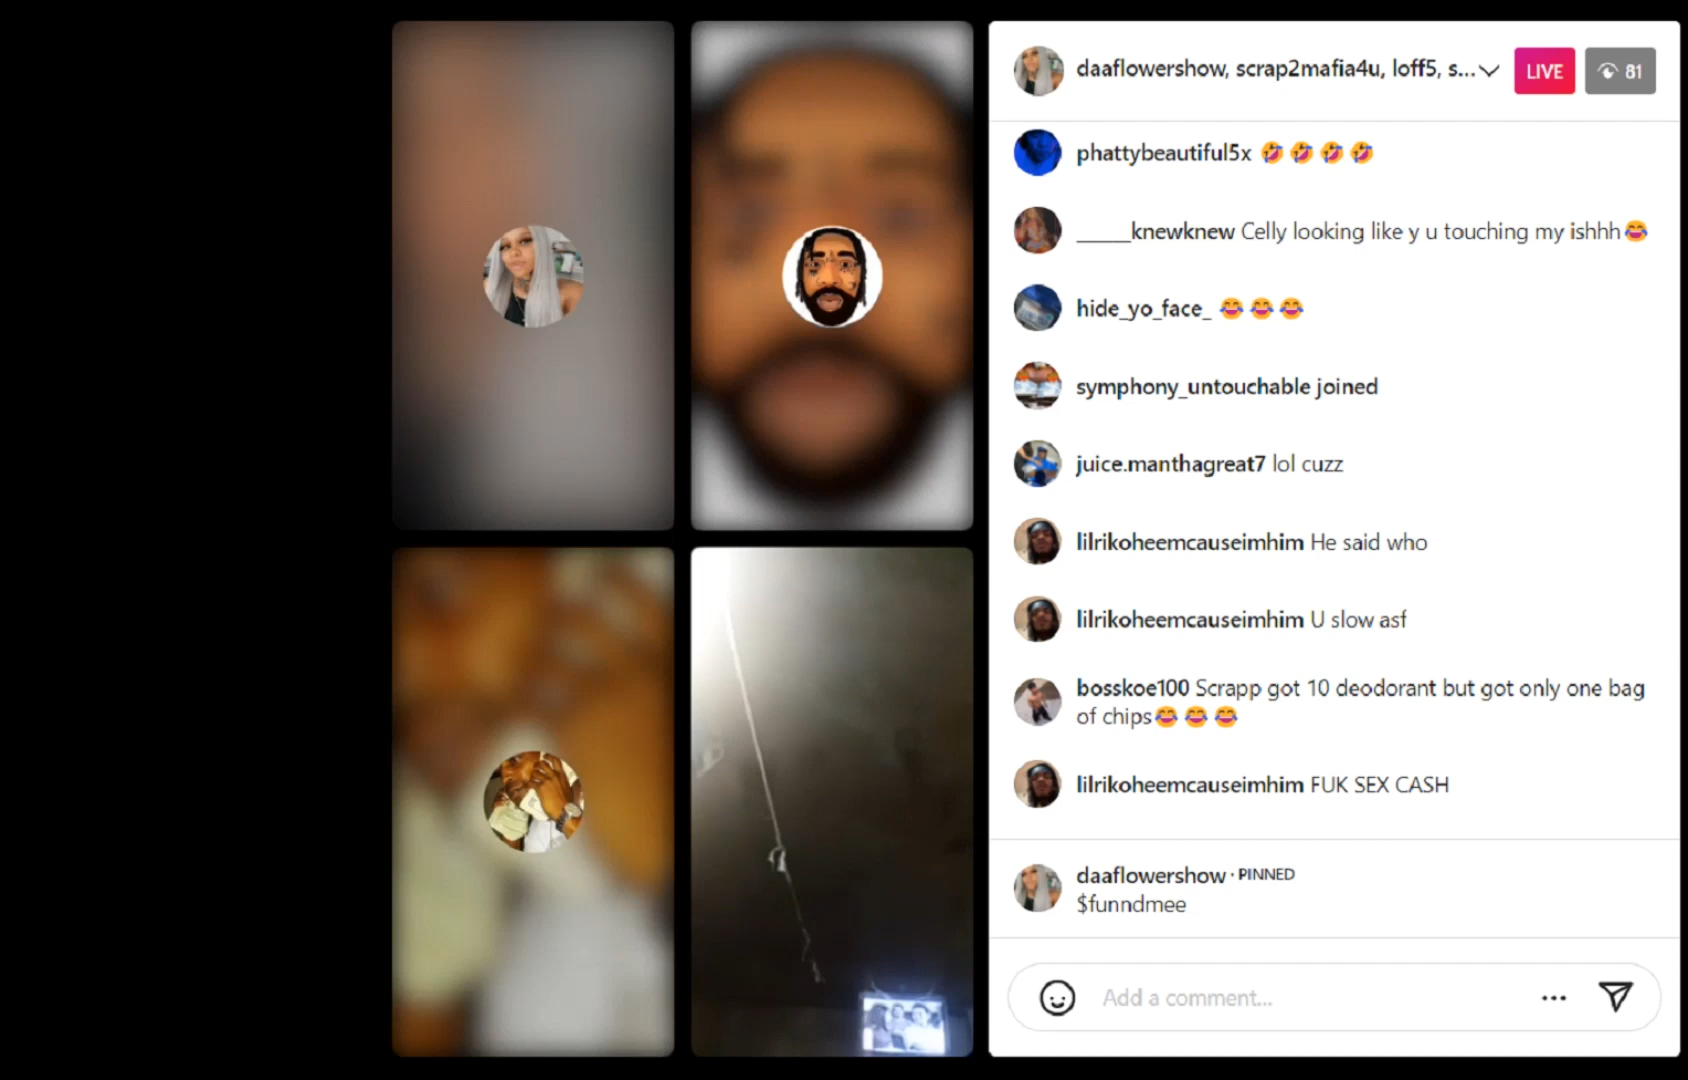 daaflowershow, scrap2mafia4u, loff5, s...
LIVE
81
phattybeautiful5x 🤣🤣🤣🤣
_____knewknew Celly looking like y u touching my ishhh😂
hide_yo_face_ 😂😂😂
symphony_untouchable joined
juice.manthagreat7 lol cuzz
lilrikoheemcauseimhim He said who
lilrikoheemcauseimhim U slow asf
bosskoe100 Scrapp got 10 deodorant but got only one bag
of chips😂😂😂
lilrikoheemcauseimhim FUK SEX CASH
daaflowershow · PINNED
$funndmee
Add a comment...